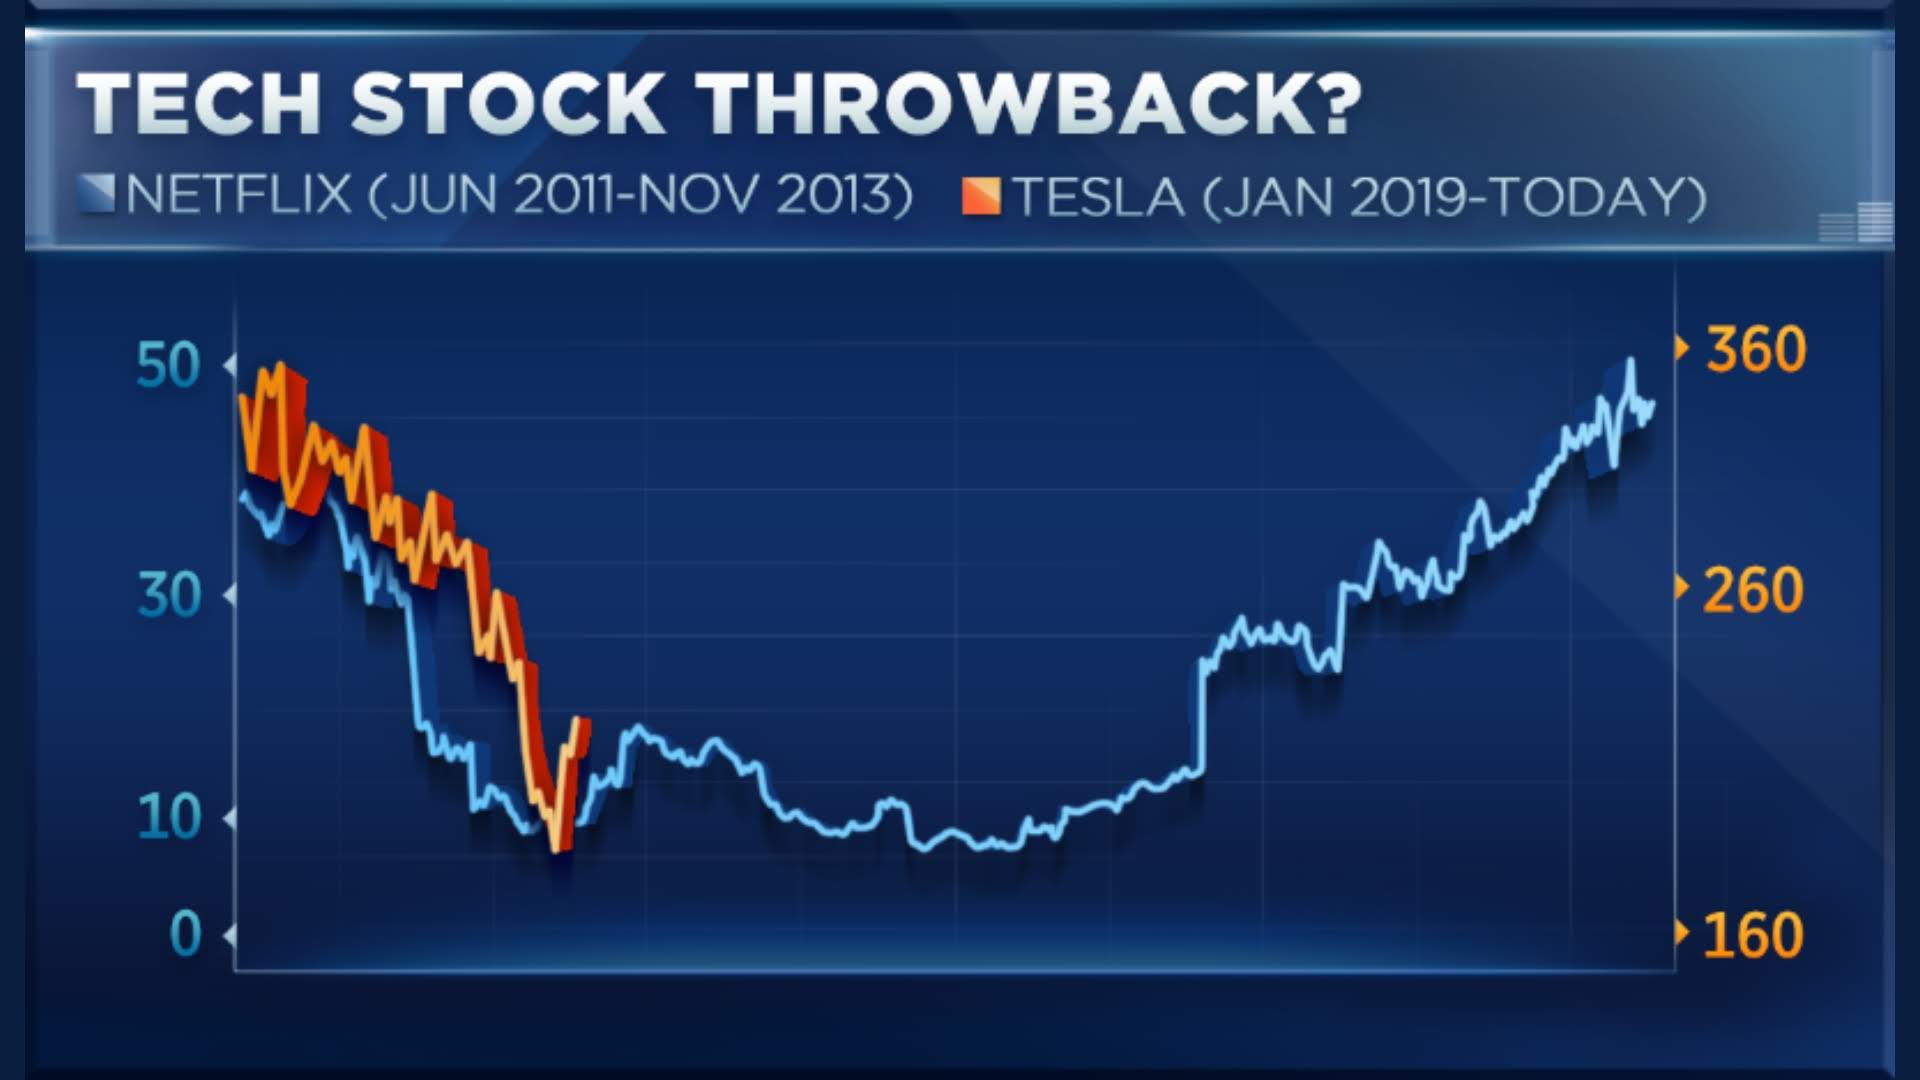 TECH STOCK THROWBACK?
NETFLIX (JUN 2011-NOV 2013) TESLA (JAN 2019-TODAY)
50 360
30 260
10
0 160